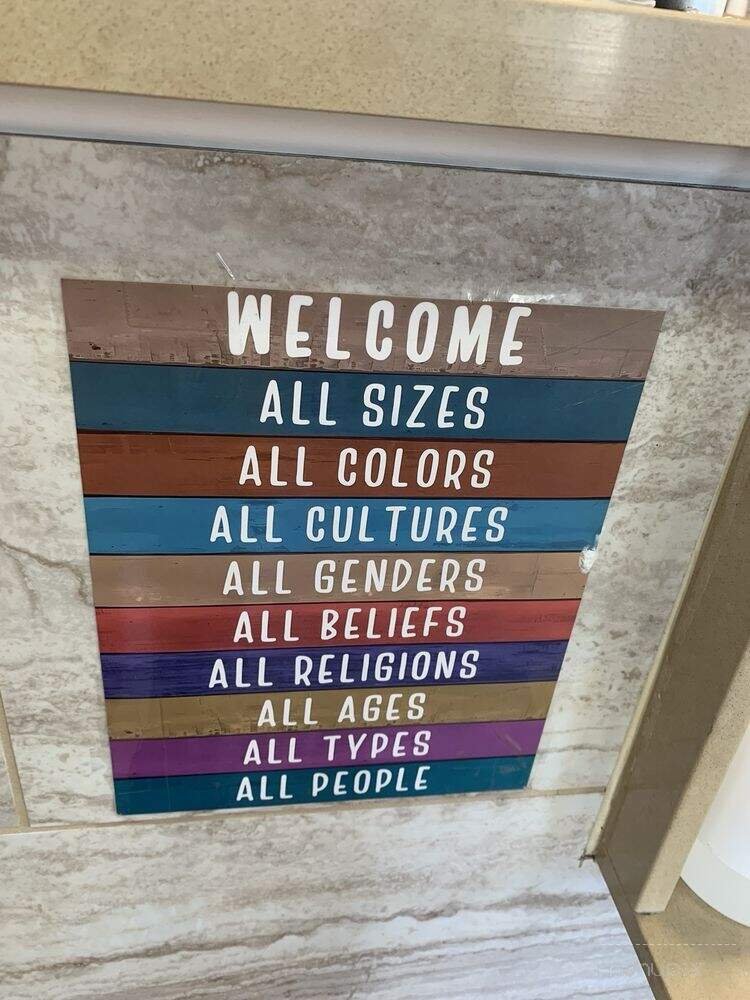 WELCOME
ALL SIZES
ALL COLORS
ALL CULTURES
ALL GENDERS
ALL BELIEFS
ALL RELIGIONS
ALL AGES
ALL TYPES
ALL PEOPLE